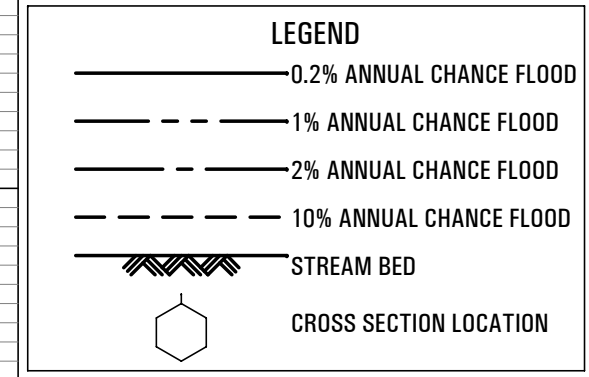 LEGEND
0.2% ANNUAL CHANCE FLOOD
1% ANNUAL CHANCE FLOOD
2% ANNUAL CHANCE FLOOD
10% ANNUAL CHANCE FLOOD
STREAM BED
CROSS SECTION LOCATION